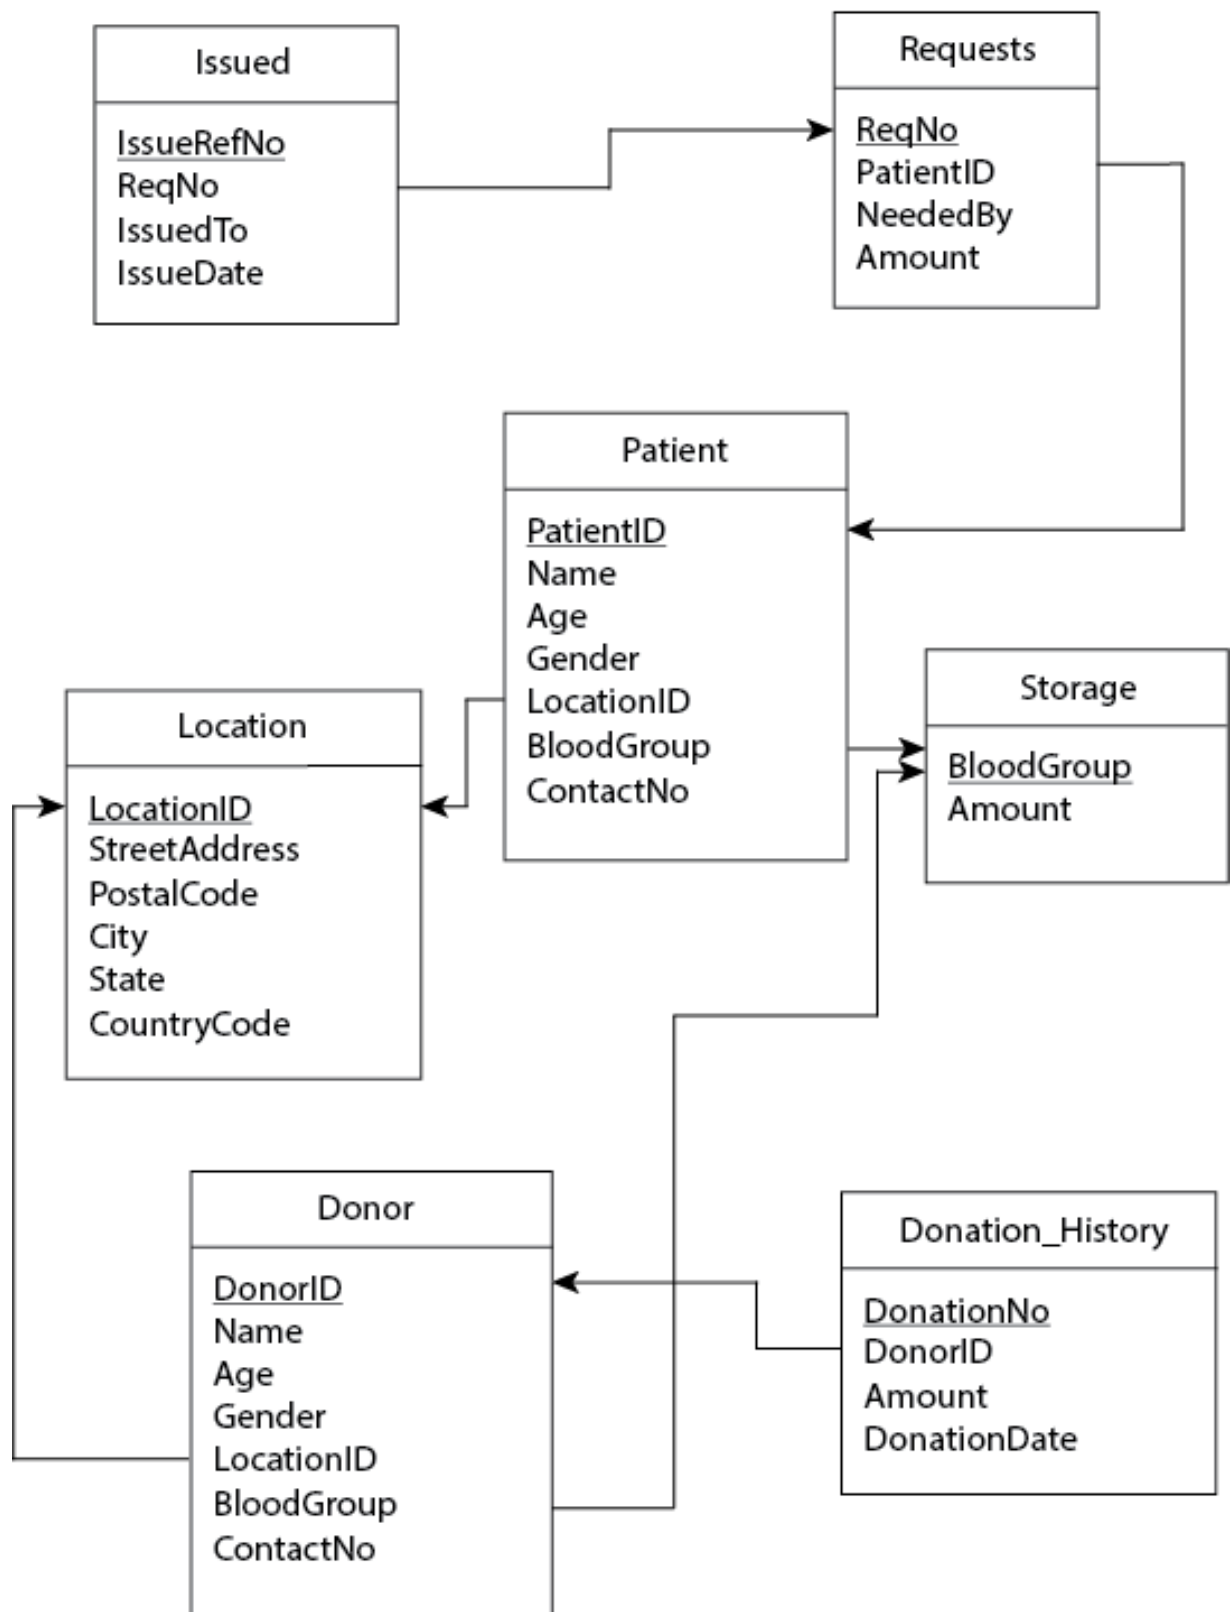 Issued
IssueRefNo
ReqNo
IssuedTo
IssueDate
Requests
ReqNo
PatientID
NeededBy
Amount
Patient
PatientID
Name
Age
Gender
LocationID
BloodGroup
ContactNo
Storage
BloodGroup
Amount
Location
LocationID
StreetAddress
PostalCode
City
State
CountryCode
Donor
DonorID
Name
Age
Gender
LocationID
BloodGroup
ContactNo
Donation_History
DonationNo
DonorID
Amount
DonationDate